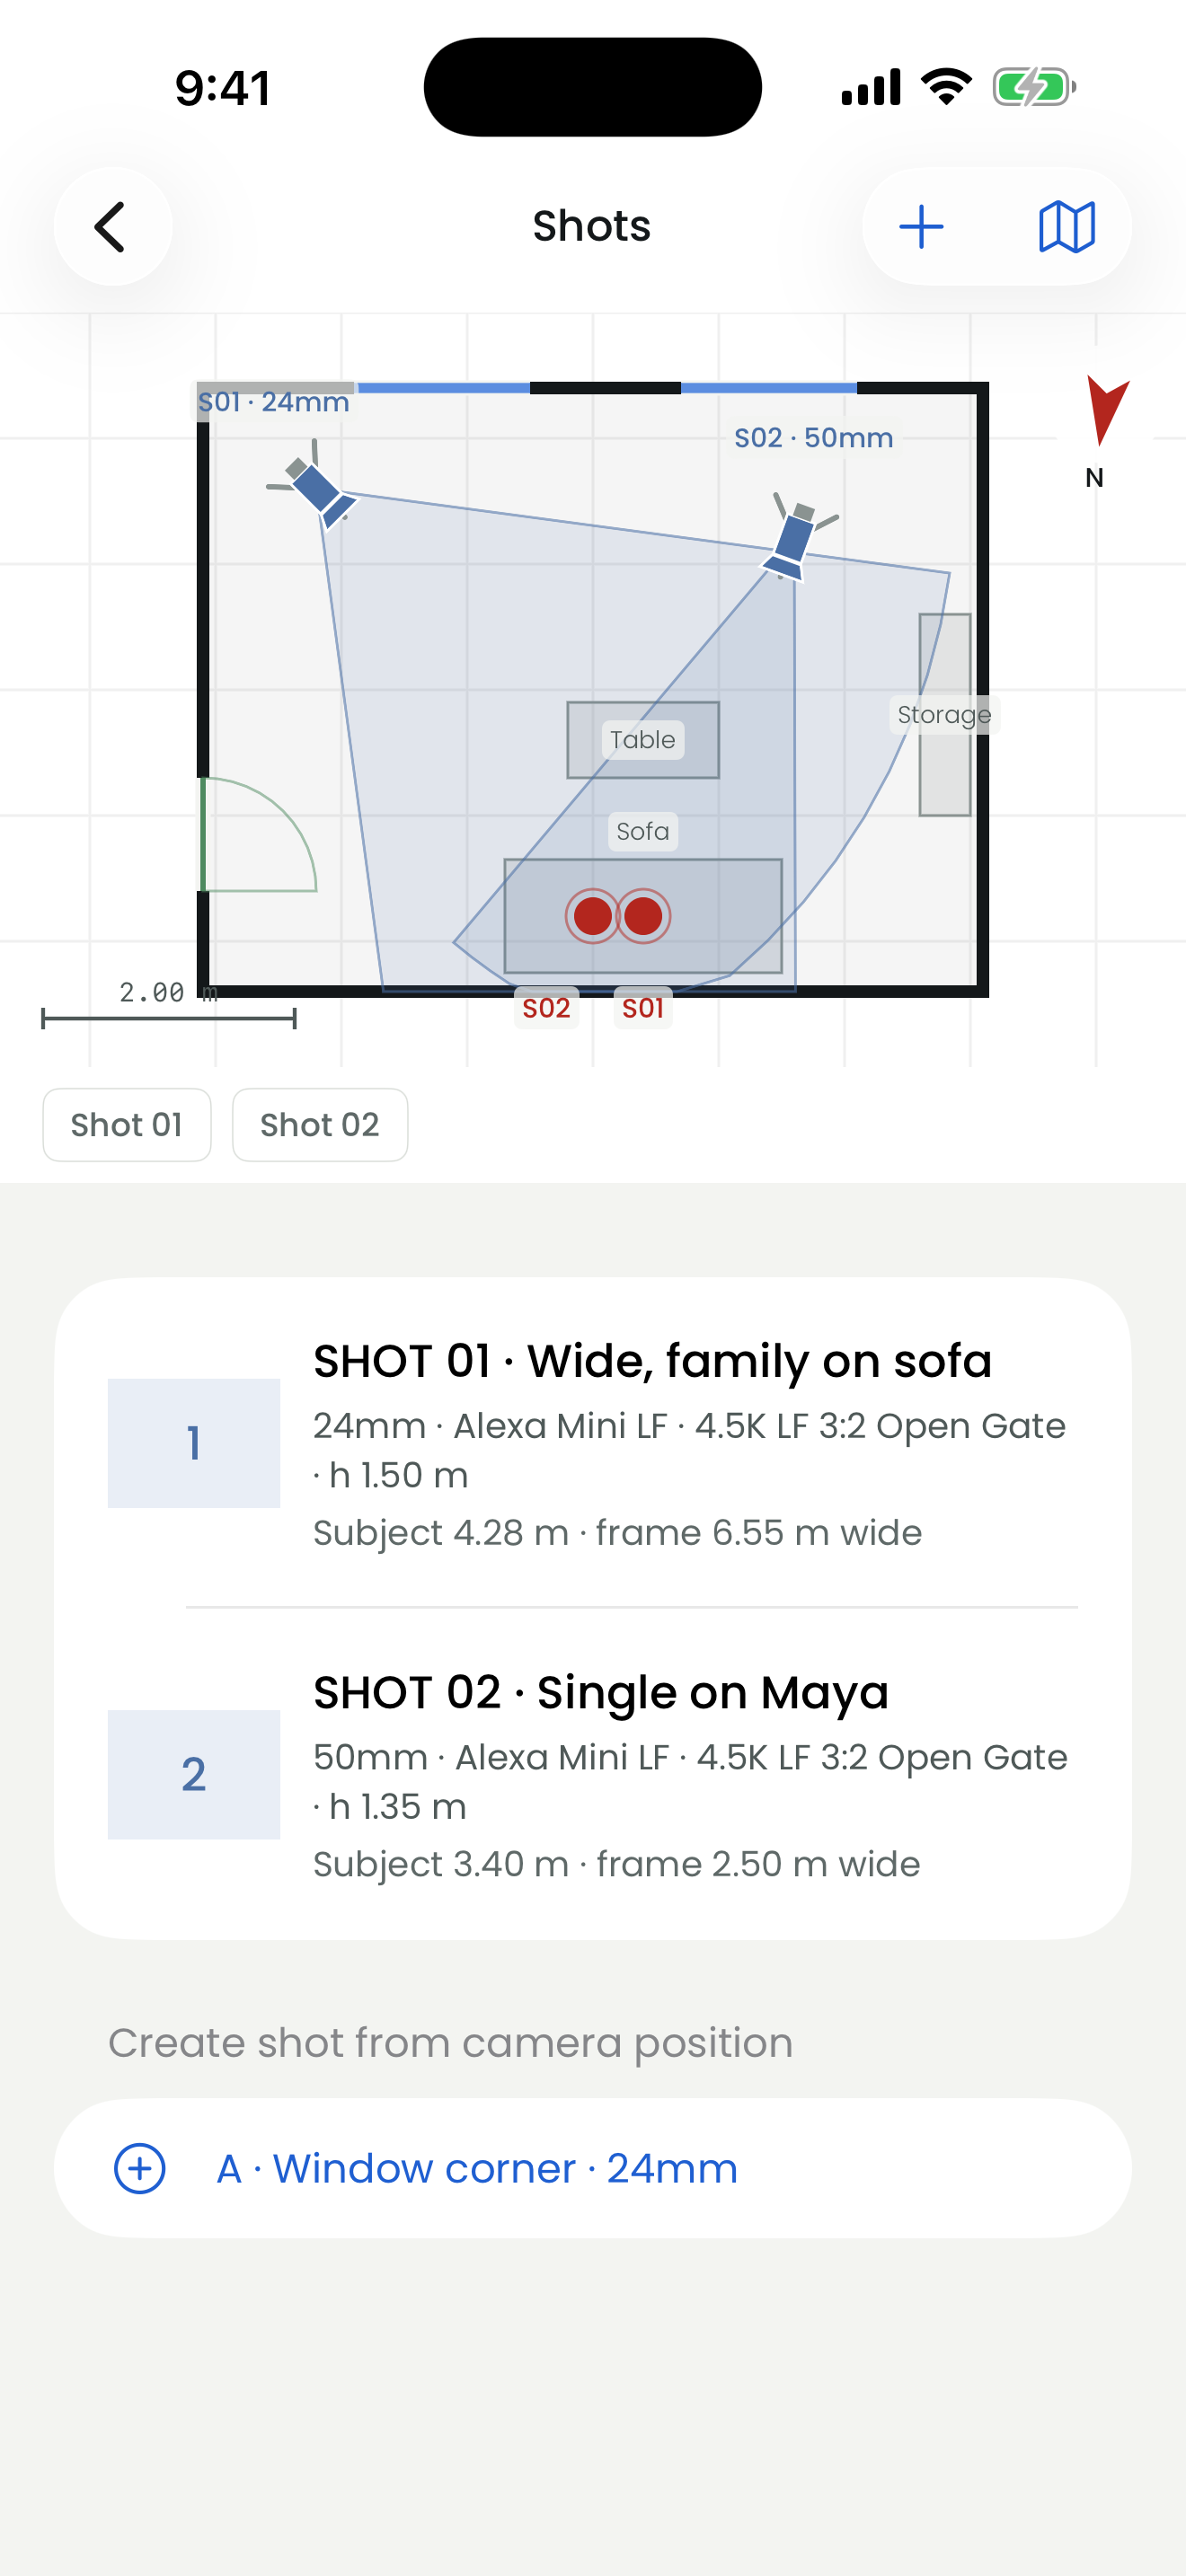 9:41
Shots
S01 · 24mm
S02 · 50mm
N
Storage
Table
Sofa
2.00 m
S02
S01
Shot 01
Shot 02
1
SHOT 01 · Wide, family on sofa
24mm · Alexa Mini LF · 4.5K LF 3:2 Open Gate
· h 1.50 m
Subject 4.28 m · frame 6.55 m wide
2
SHOT 02 · Single on Maya
50mm · Alexa Mini LF · 4.5K LF 3:2 Open Gate
· h 1.35 m
Subject 3.40 m · frame 2.50 m wide
Create shot from camera position
A · Window corner · 24mm